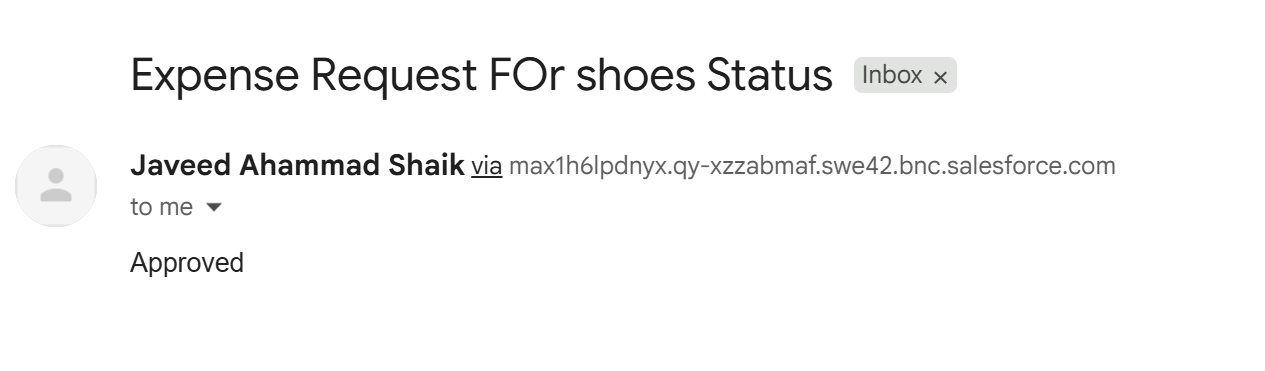 Expense Request FOr shoes Status Inbox ×
Javeed Ahammad Shaik via max1h6lpdnyx.qy-xzzabmaf.swe42.bnc.salesforce.com
to me
Approved